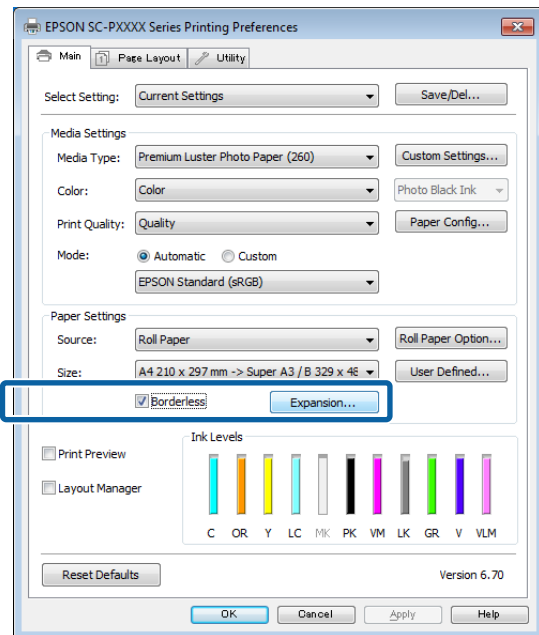 EPSON SC-PXXXX Series Printing Preferences
Main Page Layout Utility
Select Setting: Current Settings Save/Del...
Media Settings
Media Type: Premium Luster Photo Paper (260) Custom Settings...
Color: Color Photo Black Ink
Print Quality: Quality Paper Config...
Mode: Automatic Custom
EPSON Standard (sRGB)
Paper Settings
Source: Roll Paper Roll Paper Option...
Size: A4 210 x 297 mm -> Super A3 / B 329 x 48 User Defined...
Borderless Expansion...
Ink Levels
Print Preview
Layout Manager
C OR Y LC MK PK VM LK GR V VLM
Reset Defaults Version 6.70
OK Cancel Apply Help